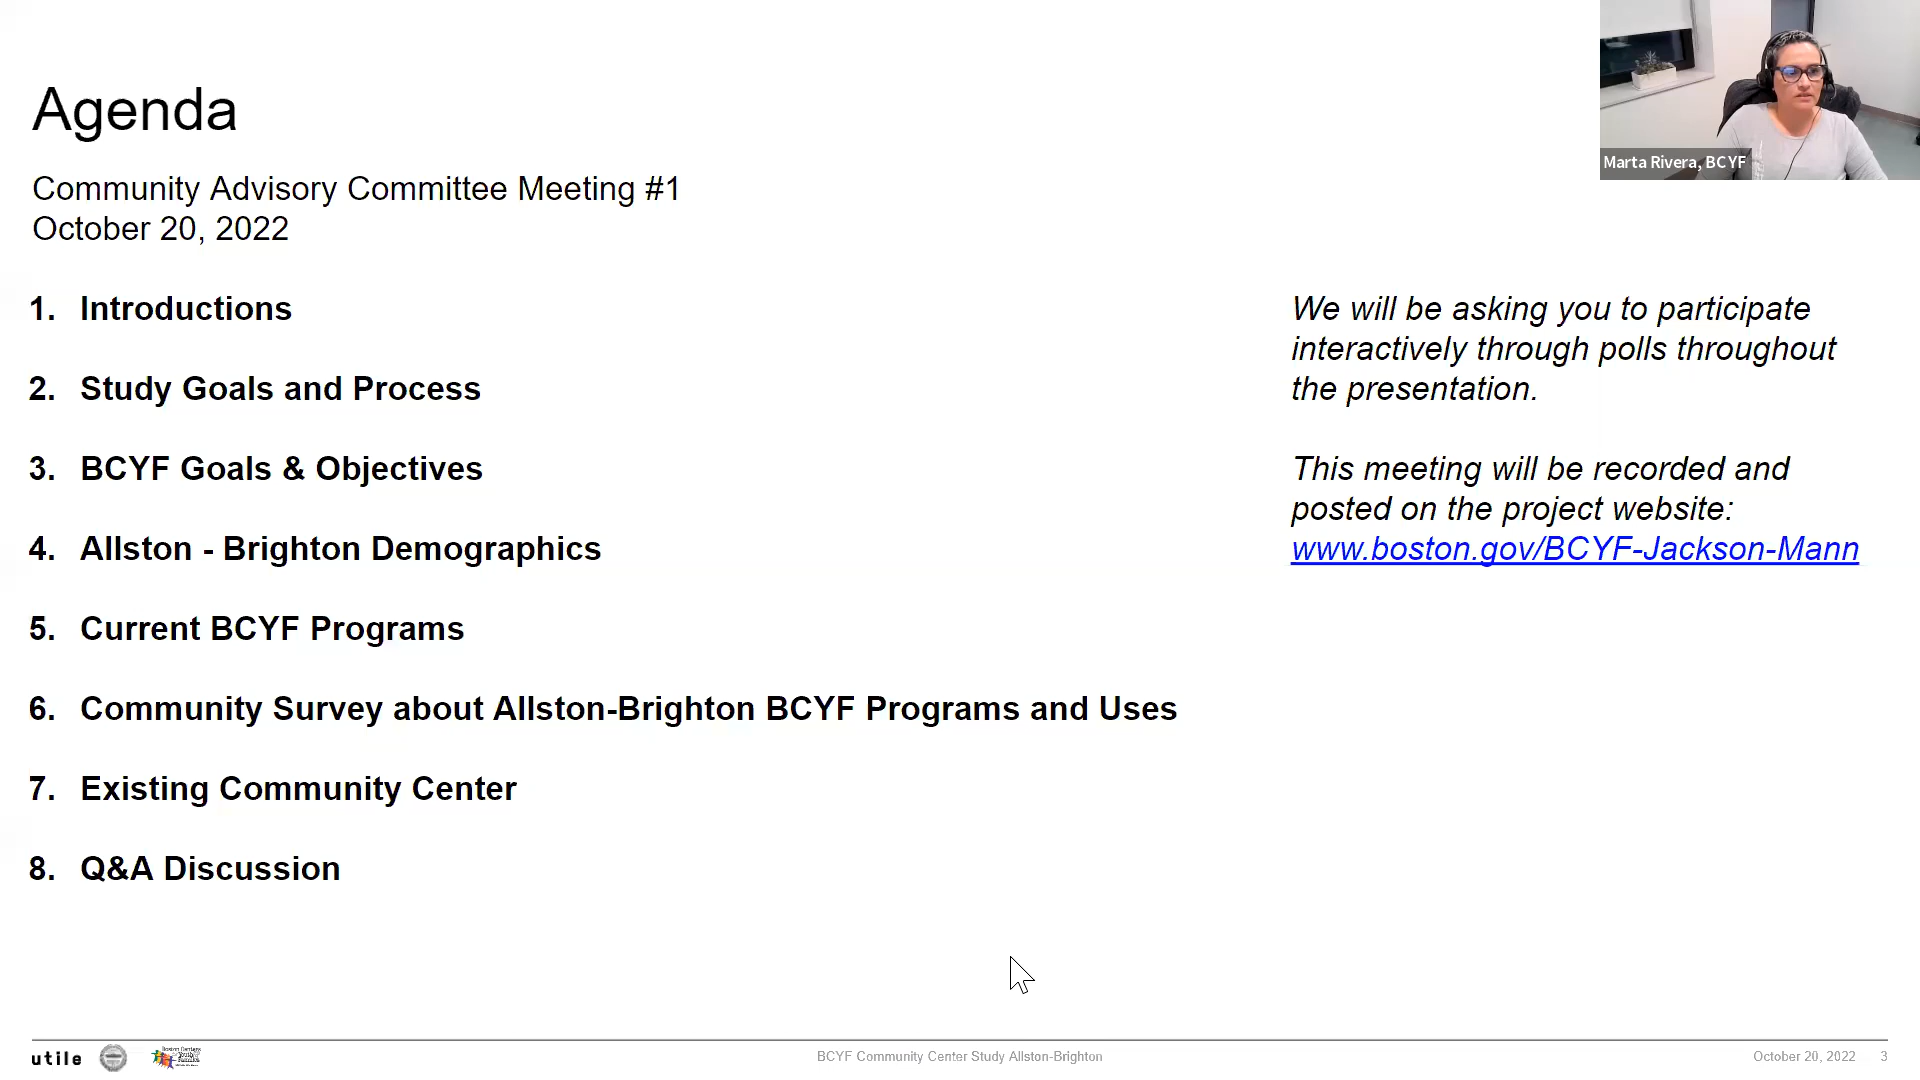 Agenda
Community Advisory Committee Meeting #1
October 20, 2022
1. Introductions
2. Study Goals and Process
3. BCYF Goals & Objectives
4. Allston - Brighton Demographics
5. Current BCYF Programs
6. Community Survey about Allston-Brighton BCYF Programs and Uses
7. Existing Community Center
8. Q&A Discussion
We will be asking you to participate
interactively through polls throughout
the presentation.
This meeting will be recorded and
posted on the project website:
www.boston.gov/BCYF-Jackson-Mann
Marta Rivera, BCYF
utile
Boston Centers
Youth
Families
BCYF Community Center Study Allston-Brighton
October 20, 2022
3